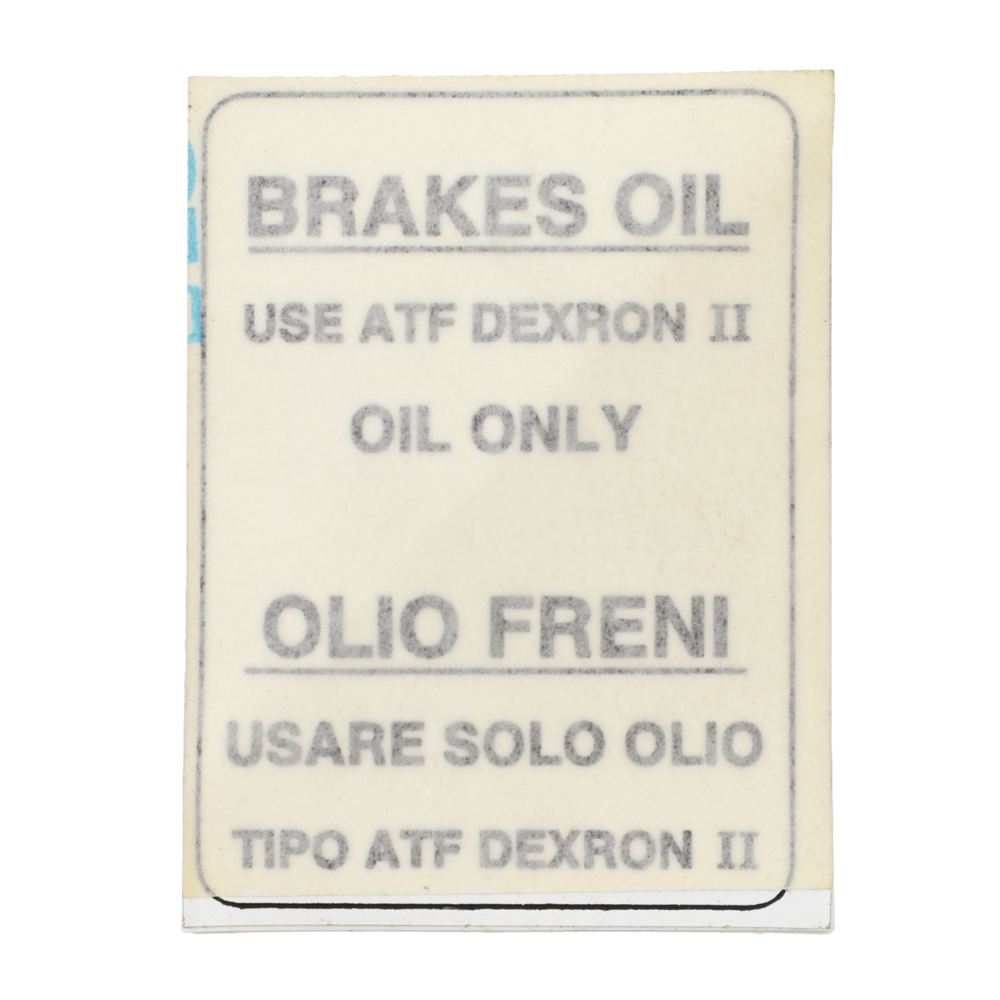 BRAKES OIL
USE ATF DEXRON II
OIL ONLY
OLIO FRENI
USARE SOLO OLIO
TIPO ATF DEXRON II